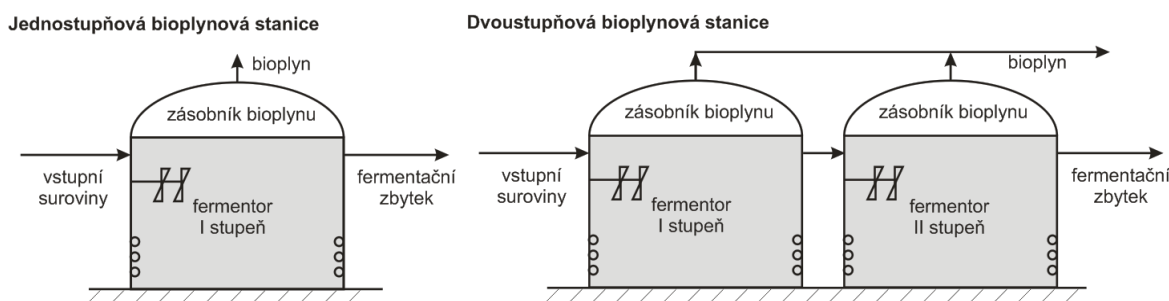 Jednostupňová bioplynová stanice
bioplyn
zásobník bioplynu
vstupní
suroviny
fermentor
I stupeň
fermentační
zbytek
Dvoustupňová bioplynová stanice
bioplyn
zásobník bioplynu
zásobník bioplynu
vstupní
suroviny
fermentor
I stupeň
fermentor
II stupeň
fermentační
zbytek